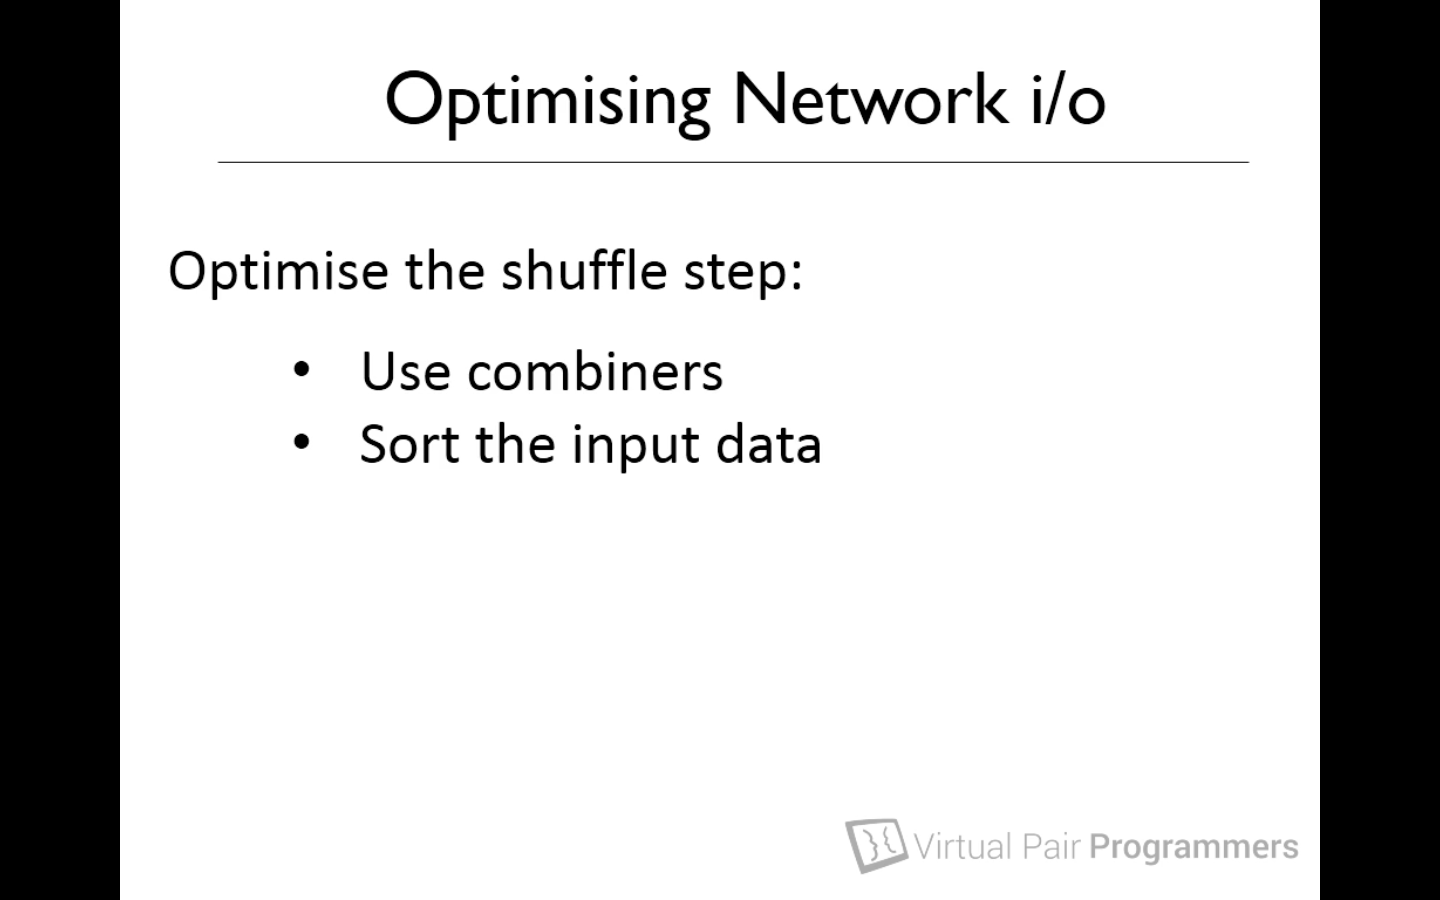 Optimising Network i/o
Optimise the shuffle step:
• Use combiners
• Sort the input data
Virtual Pair Programmers